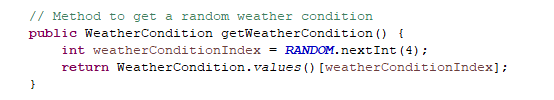 // Method to get a random weather condition
public WeatherCondition getWeatherCondition() {
    int weatherConditionIndex = RANDOM.nextInt(4);
    return WeatherCondition.values()[weatherConditionIndex];
}